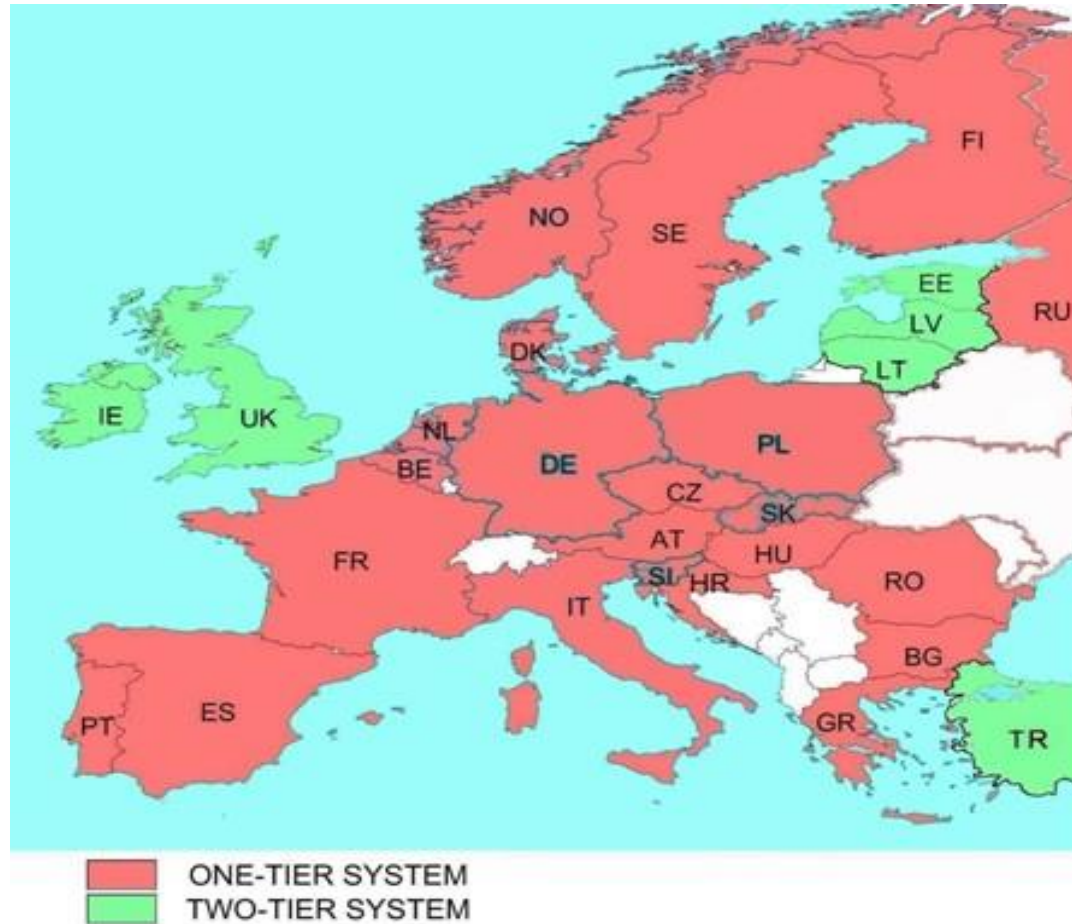 FI
NO
SE
EE
RU
LV
DK
LT
IE
UK
NL
DE
PL
BE
CZ
SK
AT
HU
FR
SI
HR
RO
IT
BG
PT
ES
GR
TR
ONE-TIER SYSTEM
TWO-TIER SYSTEM